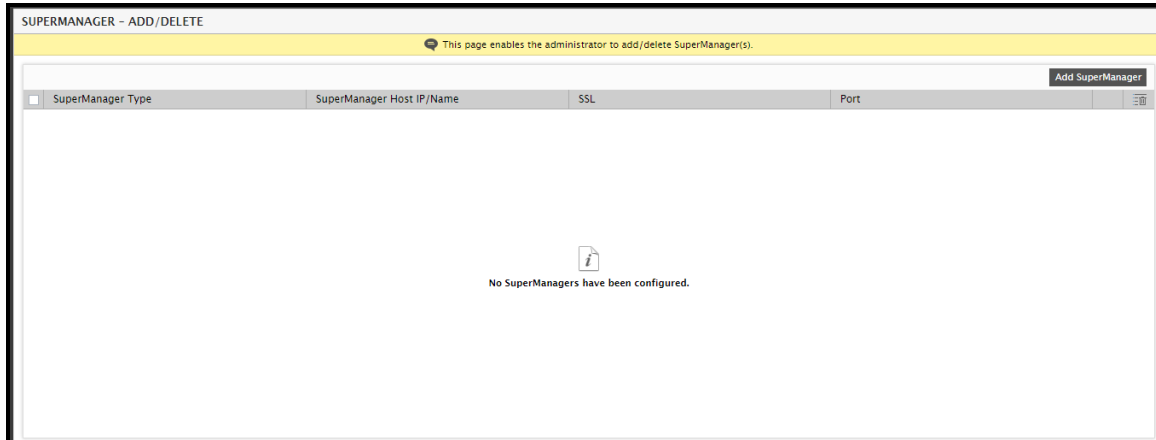 SUPERMANAGER - ADD/DELETE
This page enables the administrator to add/delete SuperManager(s).
Add SuperManager
SuperManager Type SuperManager Host IP/Name SSL Port
i
No SuperManagers have been configured.